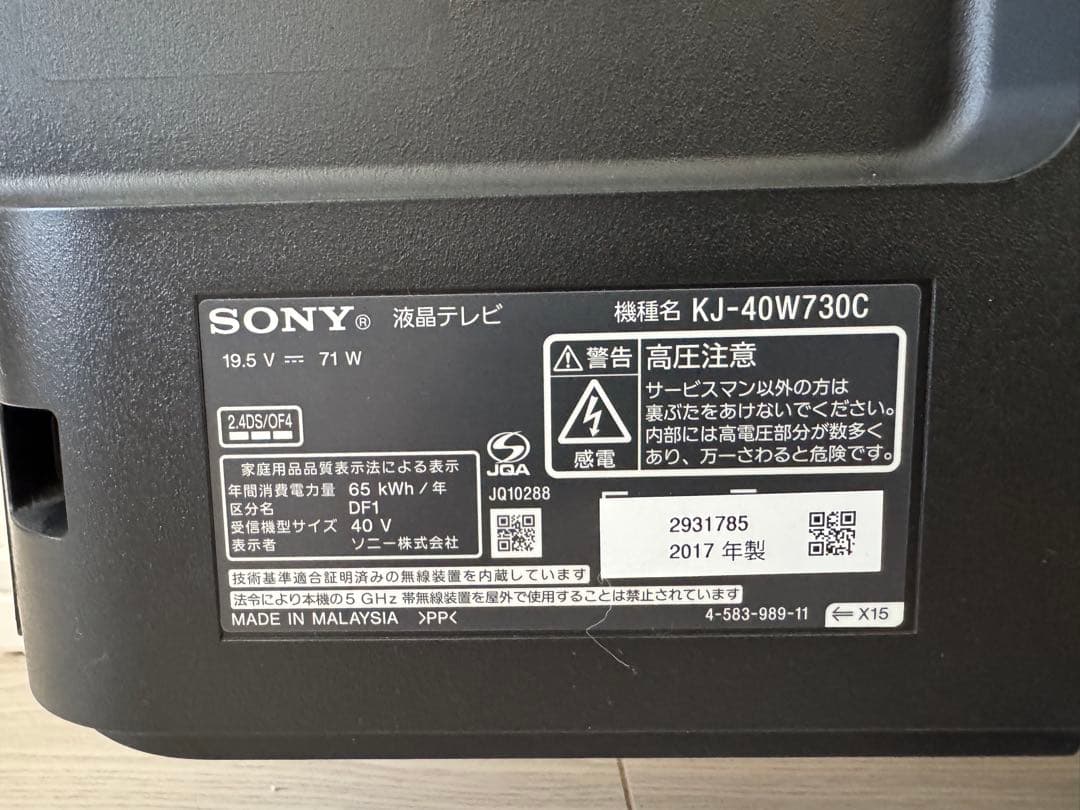 SONY® 液晶テレビ
機種名 KJ-40W730C
19.5 V ⎓ 71 W
⚠警告 高圧注意
サービスマン以外の方は
裏ぶたをあけないでください。
内部には高電圧部分が数多く
あり、万一さわると危険です。
感電
2.4DS/OF4
家庭用品品質表示法による表示
年間消費電力量 65 kWh/年
区分名 DF1
受信機型サイズ 40 V
表示者 ソニー株式会社
JQA
JQ10288
2931785
2017 年製
技術基準適合証明済みの無線装置を内蔵しています
法令により本機の5 GHz 帯無線装置を屋外で使用することは禁止されています
MADE IN MALAYSIA >PP<
4-583-989-11 ← X15